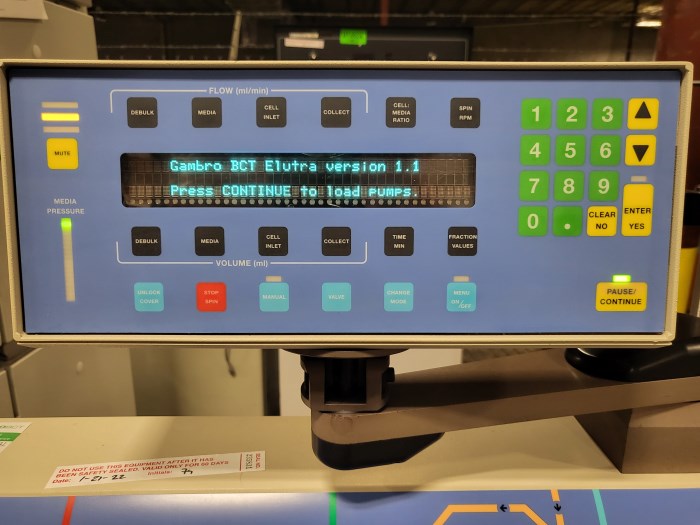 FLOW (ml/min)
DEBULK
MEDIA
CELL
INLET
COLLECT
CELL:
MEDIA
RATIO
SPIN
RPM
1 2 3
4 5 6
7 8 9
0 .
CLEAR
NO
ENTER
YES
MUTE
MEDIA
PRESSURE
Gambro BCT Elutra version 1.1
Press CONTINUE to load pumps.
DEBULK
MEDIA
CELL
INLET
COLLECT
TIME
MIN
FRACTION
VALUES
VOLUME (ml)
UNLOCK
COVER
STOP
SPIN
MANUAL
VALVE
CHANGE
MODE
MENU
ON/OFF
PAUSE/
CONTINUE
DO NOT USE THIS EQUIPMENT AFTER IT HAS
BEEN SAFETY SEALED. VALID ONLY FOR 90 DAYS
Date: 1-21-22 Initials: